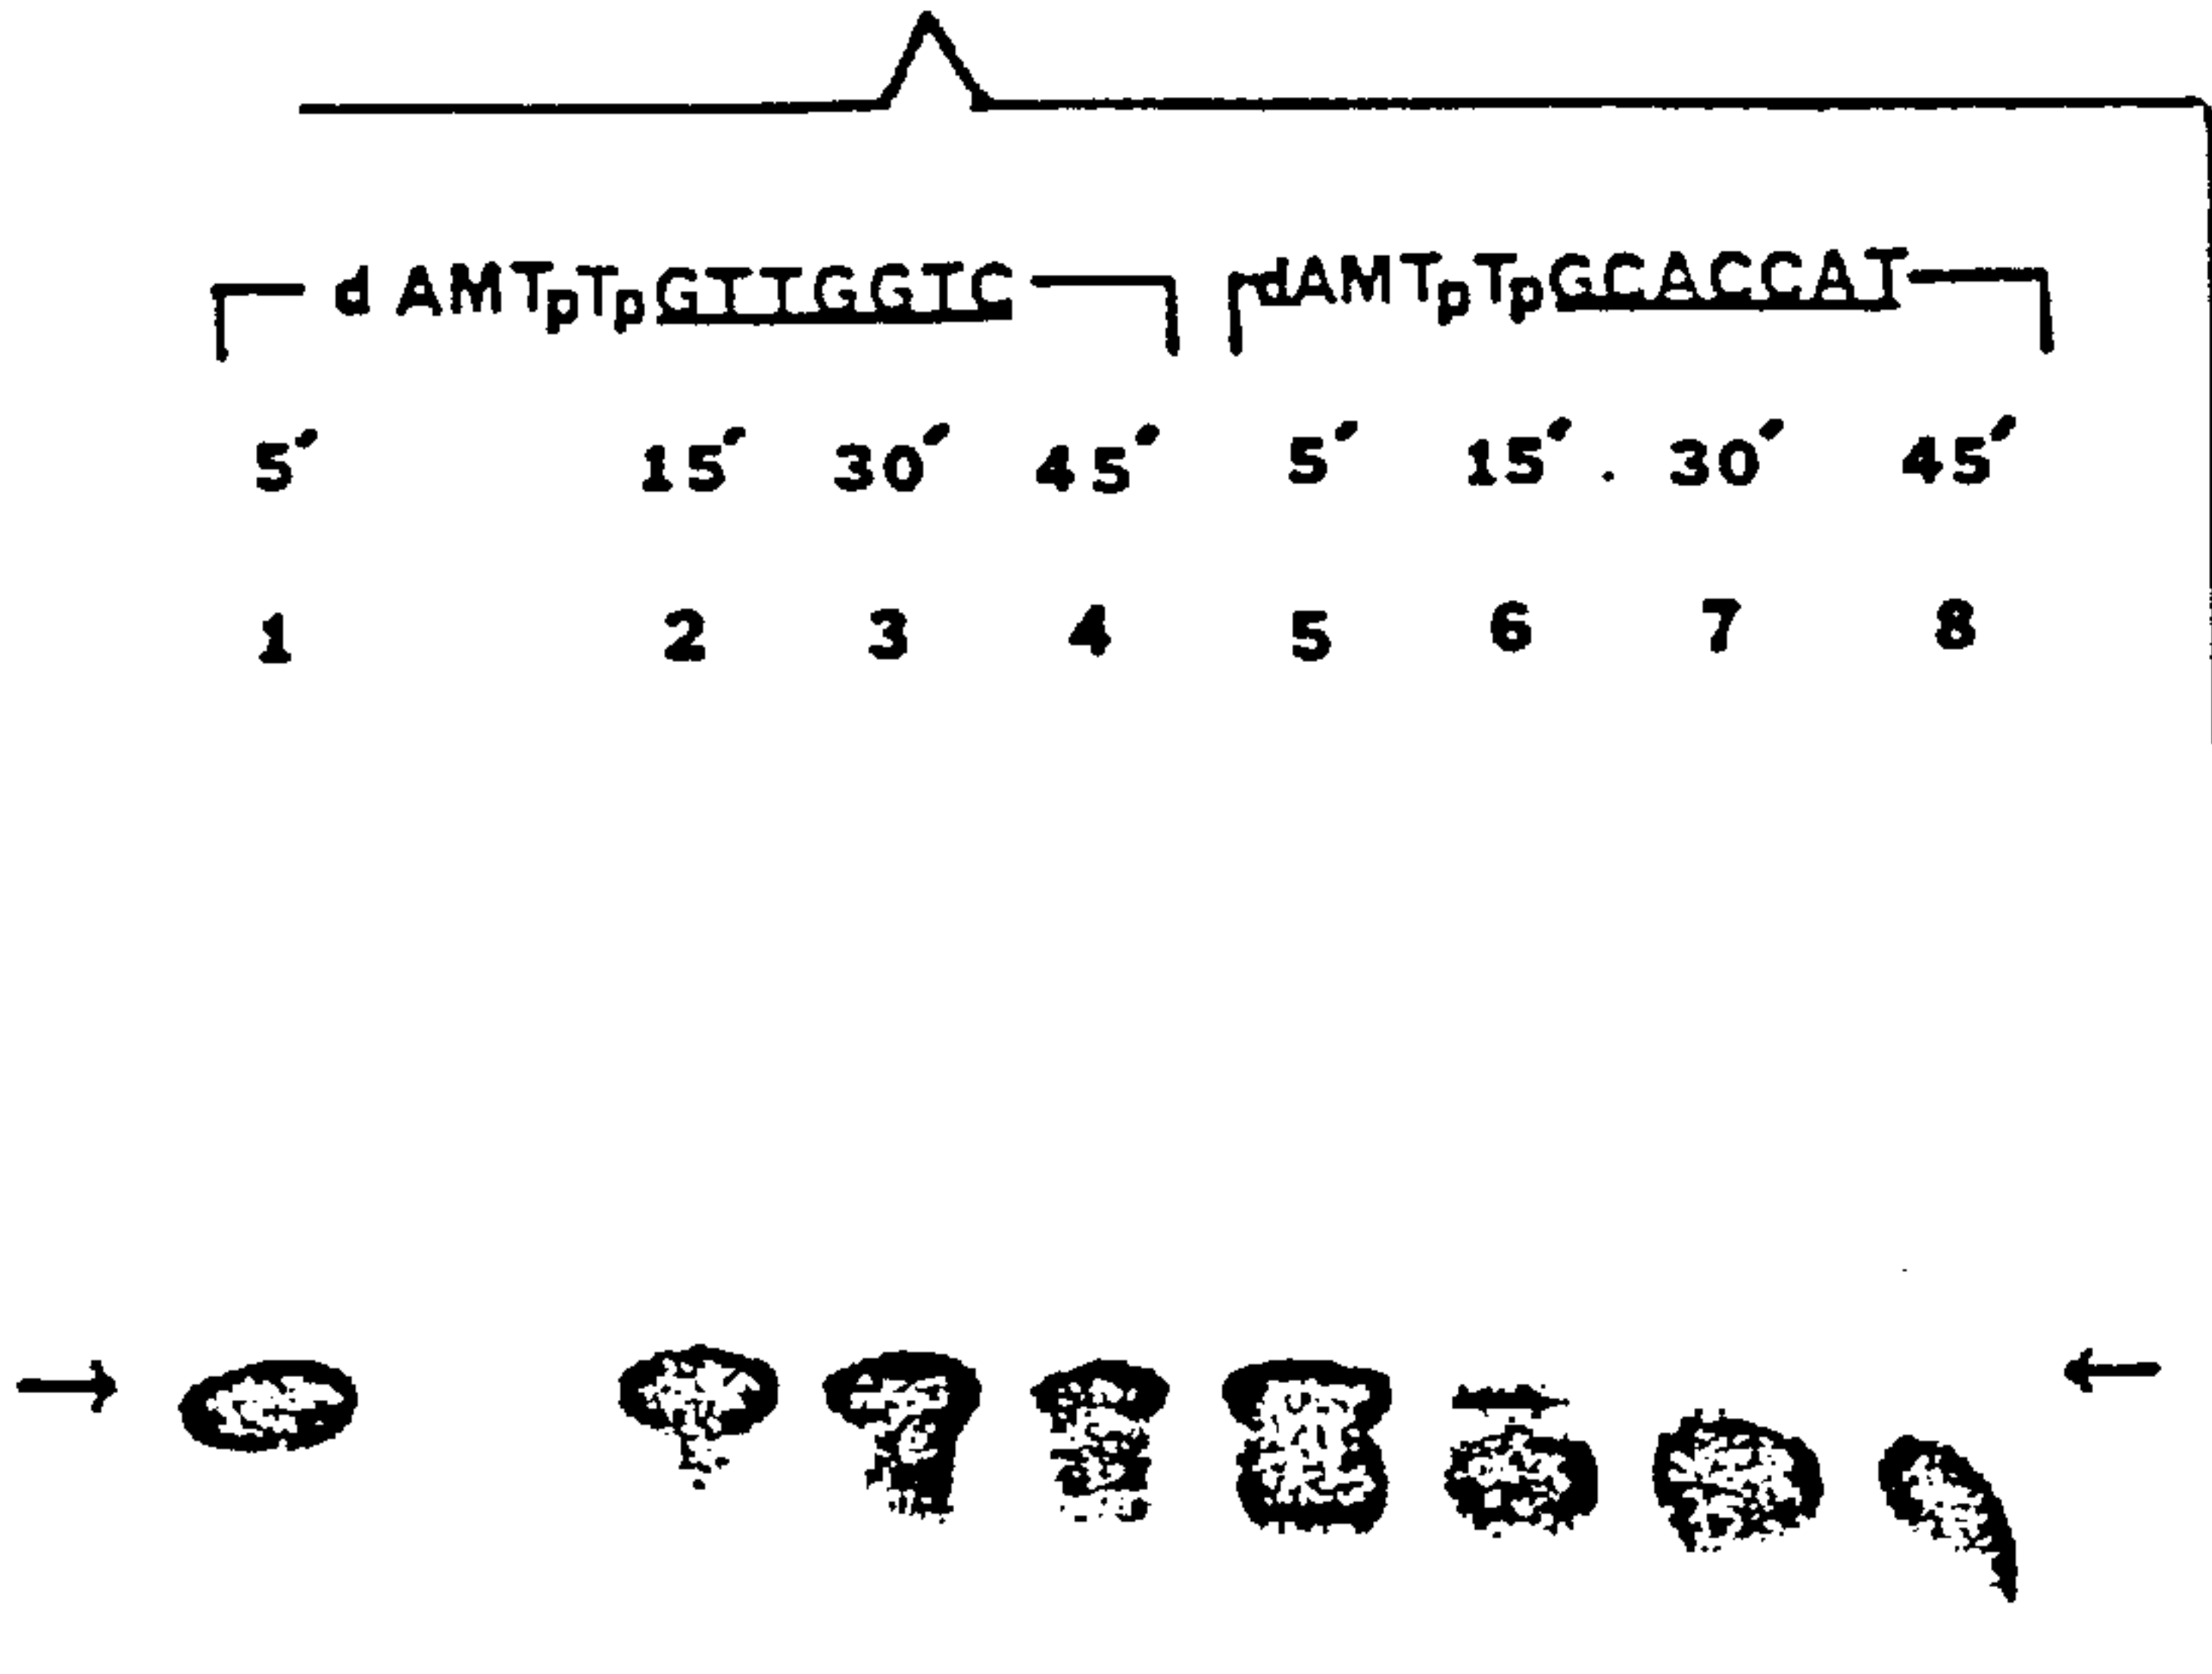 d AMTpTpGTTGGTC dAMTpTpGCACCAT
5′ 15′ 30′ 45′ 5′ 15′. 30′ 45′
1 2 3 4 5 6 7 8